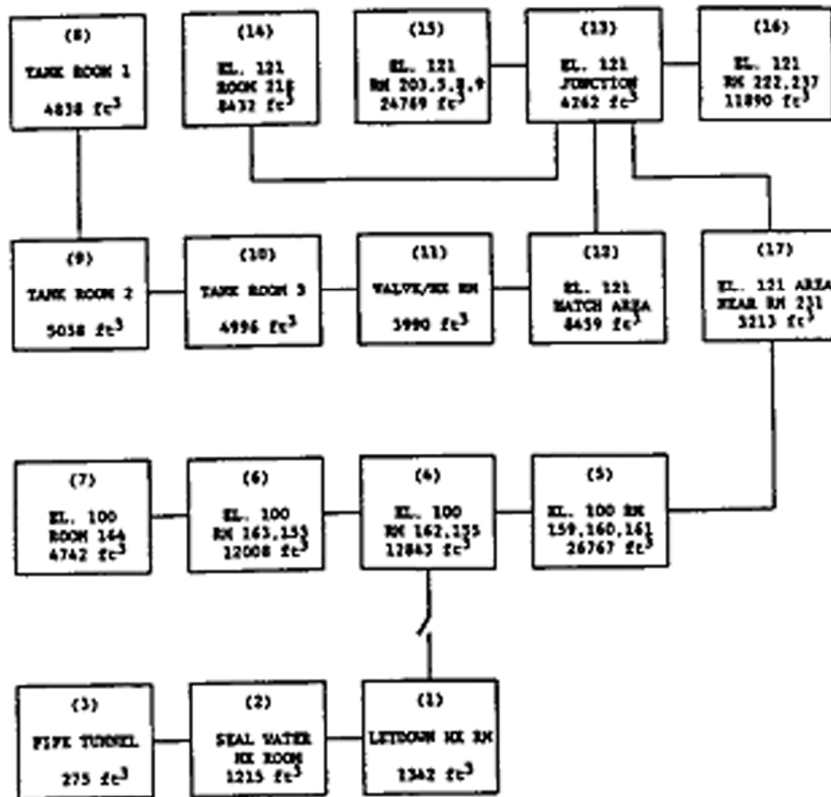 (8)
TANK ROOM 1
4838 ft³
(14)
EL. 121
ROOM 218
8432 ft³
(15)
EL. 121
RM 203,5,8,9
24769 ft³
(13)
EL. 121
JUNCTION
4262 ft³
(16)
EL. 121
RM 222,237
11890 ft³
(9)
TANK ROOM 2
5038 ft³
(10)
TANK ROOM 3
4996 ft³
(11)
VALVE/HX RM
3990 ft³
(12)
EL. 121
HATCH AREA
8459 ft³
(17)
EL. 121 AREA
NEAR RM 231
3213 ft³
(7)
EL. 100
ROOM 164
4742 ft³
(6)
EL. 100
RM 163,153
12008 ft³
(4)
EL. 100
RM 162,155
12843 ft³
(5)
EL. 100 RM
159,160,161
26767 ft³
(3)
PIPE TUNNEL
275 ft³
(2)
SEAL WATER
HX ROOM
1215 ft³
(1)
LETDOWN HX RM
1342 ft³